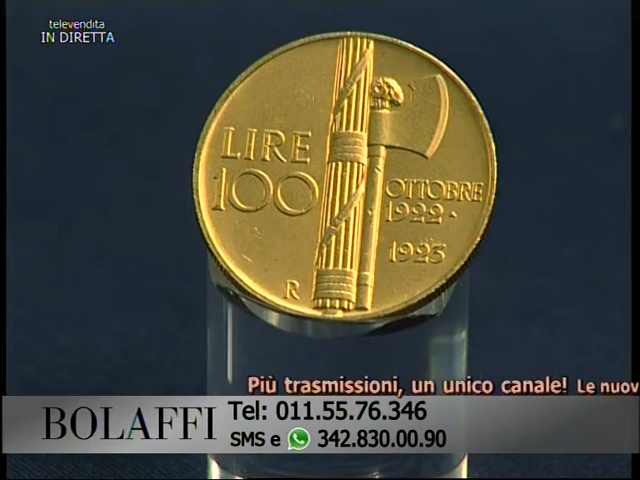 televendita
IN DIRETTA
LIRE
100
OTTOBRE
1922·
1923
R
Più trasmissioni, un unico canale! Le nuov
BOLAFFI
Tel: 011.55.76.346
SMS e 342.830.00.90